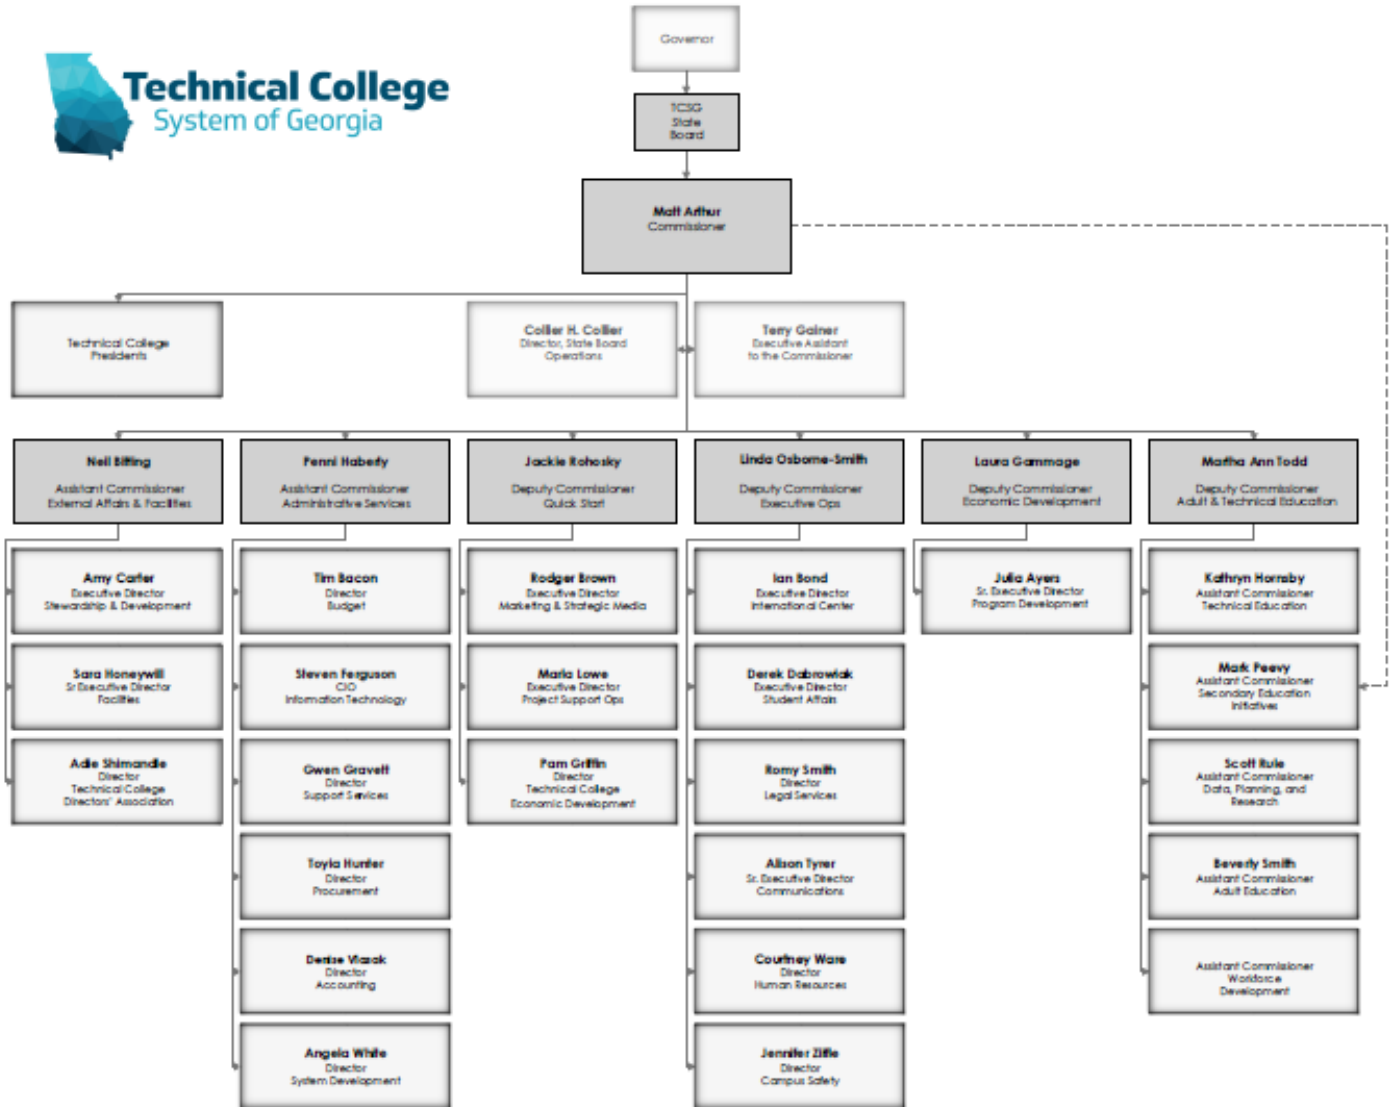 Governor
Technical College
System of Georgia
TCSG
State
Board
Matt Arthur
Commissioner
Technical College
Presidents
Collier H. Collier
Director, State Board
Operations
Terry Gainer
Executive Assistant
to the Commissioner
Neil Bitting
Assistant Commissioner
External Affairs & Facilities
Penni Haberly
Assistant Commissioner
Administrative Services
Jackie Rohosky
Deputy Commissioner
Quick Start
Linda Osborne-Smith
Deputy Commissioner
Executive Ops
Laura Gammage
Deputy Commissioner
Economic Development
Martha Ann Todd
Deputy Commissioner
Adult & Technical Education
Amy Carter
Executive Director
Stewardship & Development
Sara Honeywill
Sr Executive Director
Facilities
Adie Shimandle
Director
Technical College
Directors' Association
Tim Bacon
Director
Budget
Steven Ferguson
CIO
Information Technology
Gwen Gravett
Director
Support Services
Toyla Hunter
Director
Procurement
Denise Vlasak
Director
Accounting
Angela White
Director
System Development
Rodger Brown
Executive Director
Marketing & Strategic Media
Marla Lowe
Executive Director
Project Support Ops
Pam Griffin
Director
Technical College
Economic Development
Ian Bond
Executive Director
International Center
Derek Dabrowiak
Executive Director
Student Affairs
Romy Smith
Director
Legal Services
Alison Tyrer
Sr. Executive Director
Communications
Courtney Ware
Director
Human Resources
Jennifer Ziffle
Director
Campus Safety
Julia Ayers
Sr. Executive Director
Program Development
Kathryn Hornsby
Assistant Commissioner
Technical Education
Mark Peevy
Assistant Commissioner
Secondary Education
Initiatives
Scott Rule
Assistant Commissioner
Data, Planning, and
Research
Beverly Smith
Assistant Commissioner
Adult Education
Assistant Commissioner
Workforce
Development